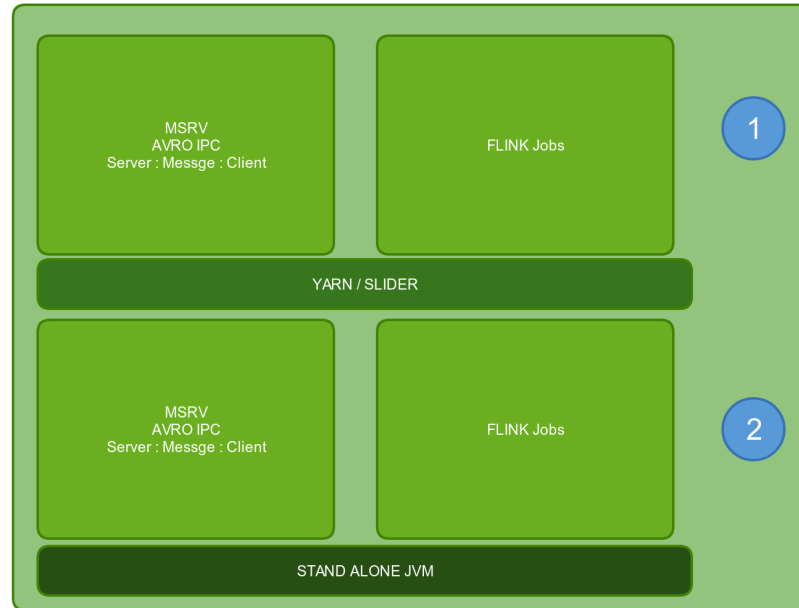 MSRV
AVRO IPC
Server : Messge : Client
FLINK Jobs
1
YARN / SLIDER
MSRV
AVRO IPC
Server : Messge : Client
FLINK Jobs
2
STAND ALONE JVM